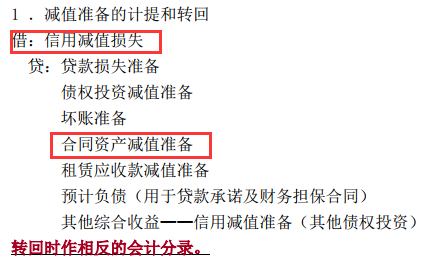 1 ．减值准备的计提和转回
借：信用减值损失
贷：贷款损失准备
债权投资减值准备
坏账准备
合同资产减值准备
租赁应收款减值准备
预计负债（用于贷款承诺及财务担保合同）
其他综合收益——信用减值准备（其他债权投资）
转回时作相反的会计分录。